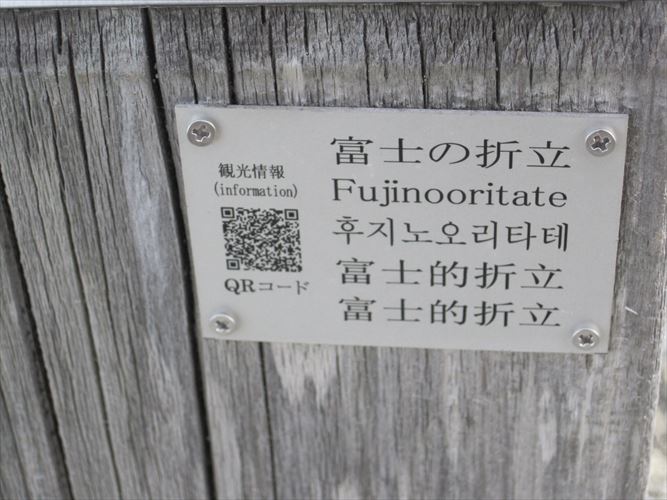 観光情報
(information)
QRコード
富士の折立
Fujinooritate
후지노오리타테
富士的折立
富士的折立